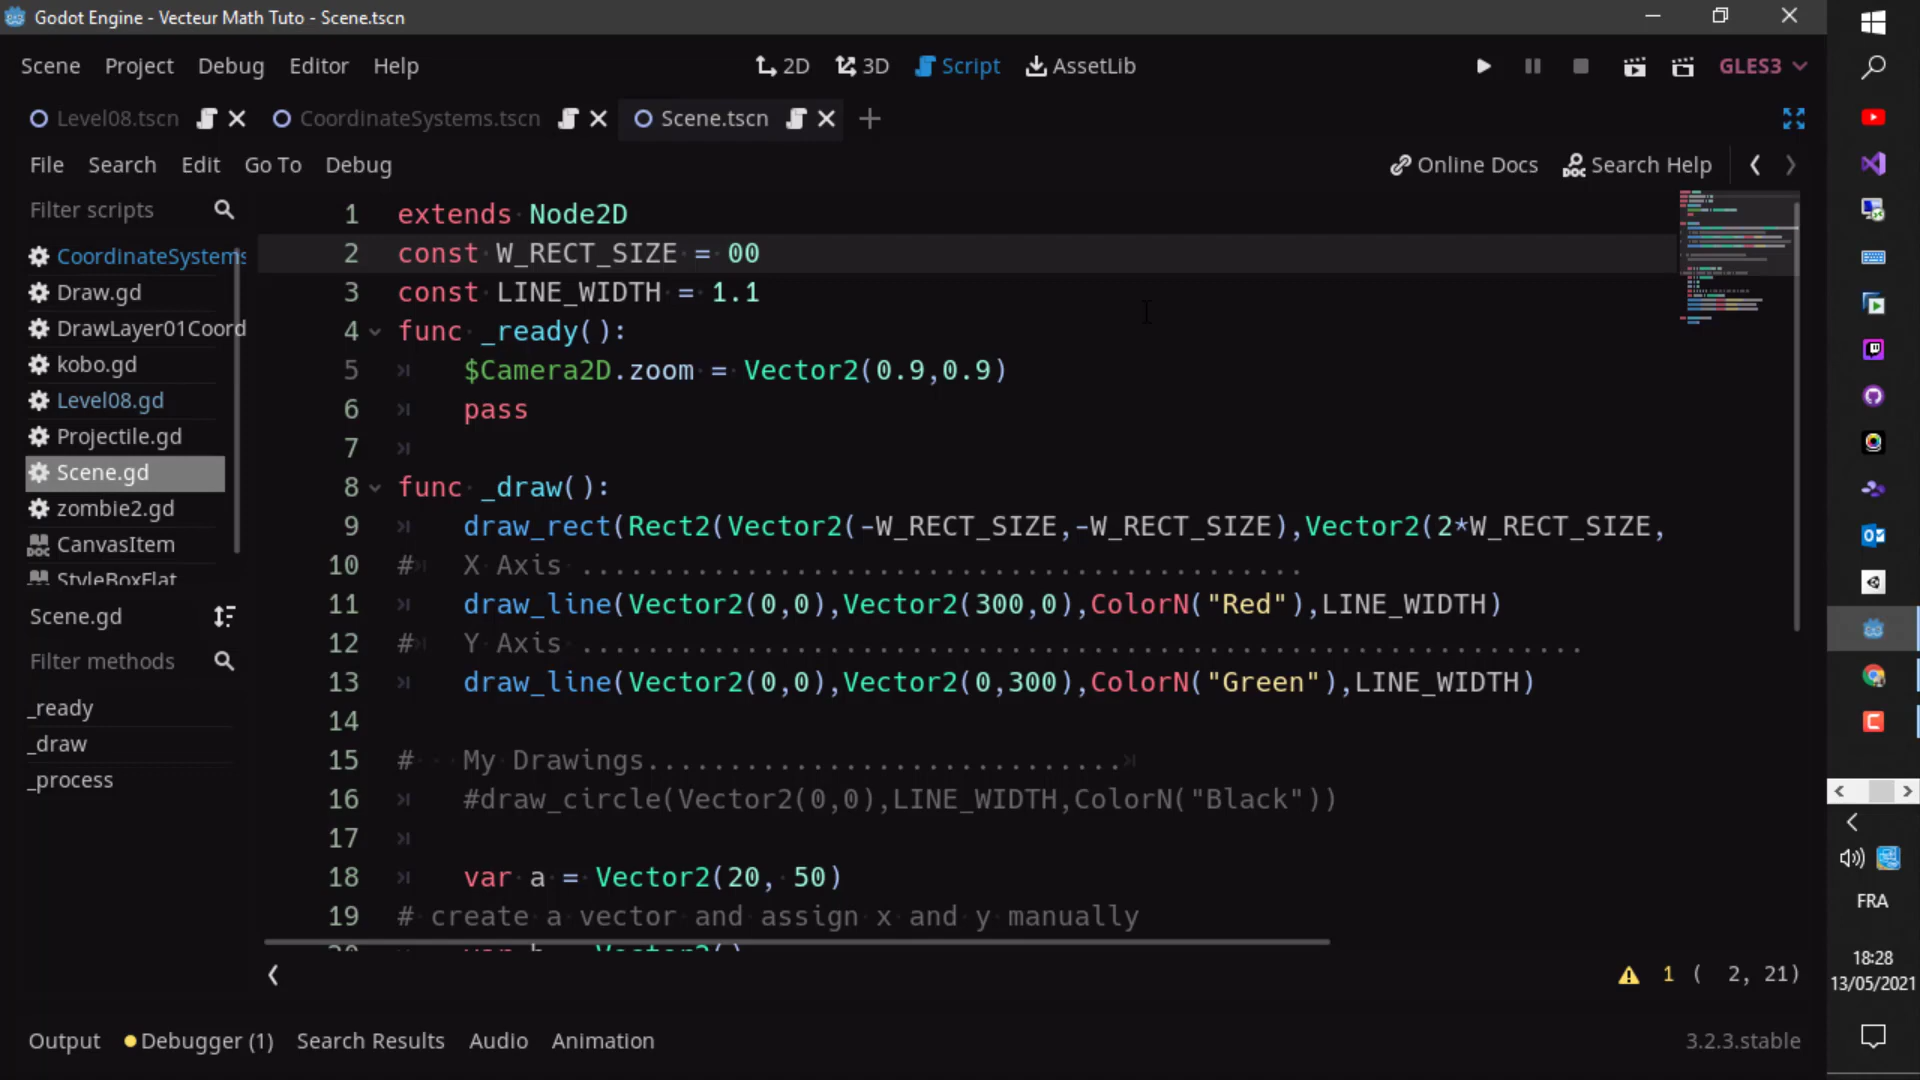 Godot Engine - Vecteur Math Tuto - Scene.tscn
Scene Project Debug Editor Help
2D 3D Script AssetLib
GLES3
Level08.tscn CoordinateSystems.tscn Scene.tscn
File Search Edit Go To Debug
Online Docs Search Help
Filter scripts
CoordinateSystems
Draw.gd
DrawLayer01Coord
kobo.gd
Level08.gd
Projectile.gd
Scene.gd
zombie2.gd
CanvasItem
StyleBoxFlat
Scene.gd
Filter methods
_ready
_draw
_process
1 extends Node2D
2 const W_RECT_SIZE = 00
3 const LINE_WIDTH = 1.1
4 func _ready():
5 $Camera2D.zoom = Vector2(0.9,0.9)
6 pass
7
8 func _draw():
9 draw_rect(Rect2(Vector2(-W_RECT_SIZE,-W_RECT_SIZE),Vector2(2*W_RECT_SIZE,
10 # X Axis ............................................
11 draw_line(Vector2(0,0),Vector2(300,0),ColorN("Red"),LINE_WIDTH)
12 # Y Axis .............................................................
13 draw_line(Vector2(0,0),Vector2(0,300),ColorN("Green"),LINE_WIDTH)
14
15 # My Drawings.............................
16 #draw_circle(Vector2(0,0),LINE_WIDTH,ColorN("Black"))
17
18 var a = Vector2(20, 50)
19 # create a vector and assign x and y manually
20 var b = Vector2()
1 ( 2, 21)
Output Debugger (1) Search Results Audio Animation
3.2.3.stable
FRA
18:28
13/05/2021